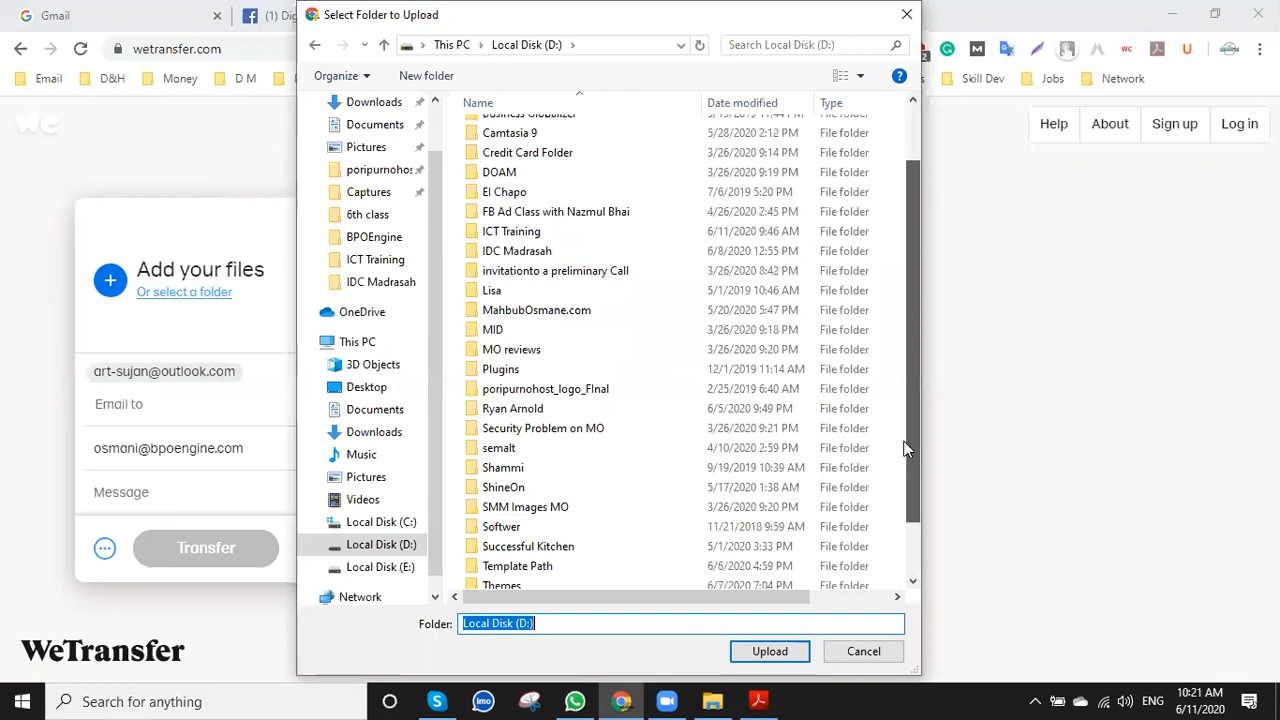 Gmail
(1) Dig
Select Folder to Upload
wetransfer.com
This PC
Local Disk (D:)
Search Local Disk (D:)
Email
D&H
Money
D M
Skill Dev
Jobs
Network
Organize
New folder
we
Help
About
Sign up
Log in
Add your files
Or select a folder
art-sujan@outlook.com
Email to
osmani@bpoengine.com
Message
Transfer
WeTransfer
Downloads
Documents
Pictures
poripurnohos
Captures
6th class
BPOEngine
ICT Training
IDC Madrasah
OneDrive
This PC
3D Objects
Desktop
Documents
Downloads
Music
Pictures
Videos
Local Disk (C:)
Local Disk (D:)
Local Disk (E:)
Network
Name Date modified Type
Business Globalizer
Camtasia 9 5/28/2020 2:12 PM File folder
Credit Card Folder 3/26/2020 9:14 PM File folder
DOAM 3/26/2020 9:19 PM File folder
El Chapo 7/6/2019 5:20 PM File folder
FB Ad Class with Nazmul Bhai 4/26/2020 2:45 PM File folder
ICT Training 6/11/2020 9:46 AM File folder
IDC Madrasah 6/8/2020 12:55 PM File folder
invitationto a preliminary Call 3/26/2020 8:42 PM File folder
Lisa 5/1/2019 10:46 AM File folder
MahbubOsmane.com 5/20/2020 5:47 PM File folder
MID 3/26/2020 9:18 PM File folder
MO reviews 3/26/2020 9:20 PM File folder
Plugins 12/1/2019 11:14 AM File folder
poripurnohost_logo_FInal 2/25/2019 6:40 AM File folder
Ryan Arnold 6/5/2020 9:49 PM File folder
Security Problem on MO 3/26/2020 9:21 PM File folder
semalt 4/10/2020 2:59 PM File folder
Shammi 9/19/2019 10:39 AM File folder
ShineOn 5/17/2020 1:38 AM File folder
SMM Images MO 3/26/2020 9:20 PM File folder
Softwer 11/21/2018 9:59 AM File folder
Successful Kitchen 5/1/2020 3:33 PM File folder
Template Path 6/6/2020 4:59 PM File folder
Themes 6/7/2020 7:04 PM File folder
Folder: Local Disk (D:)
Upload
Cancel
Search for anything
ENG
10:21 AM
6/11/2020